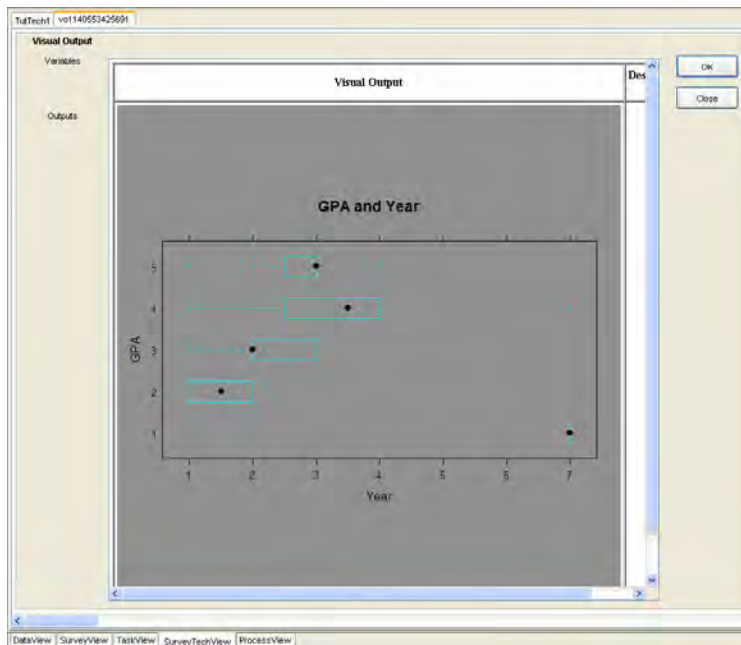 TutTech1 vo1140553425691
Visual Output
Variables
Outputs
Visual Output Des
OK
Close
GPA and Year
5
4
3
2
1
GPA
1 2 3 4 5 6 7
Year
DataView SurveyView TaskView SurveyTechView ProcessView